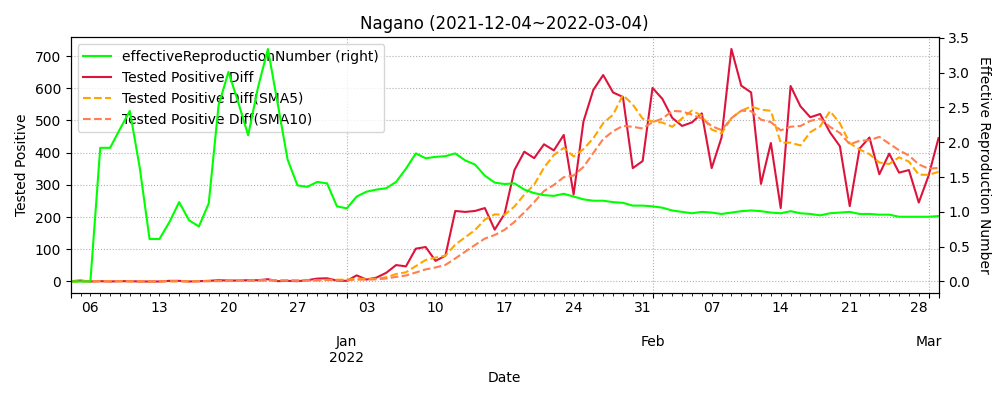 Nagano (2021-12-04~2022-03-04)
effectiveReproductionNumber (right)
Tested Positive Diff
Tested Positive Diff(SMA5)
Tested Positive Diff(SMA10)
Tested Positive
700
600
500
400
300
200
100
0
3.5
3.0
2.5
2.0
1.5
1.0
0.5
0.0
Effective Reproduction Number
06 13 20 27 03 10 17 24 07 14 21 28
Jan Feb Mar
2022
Date